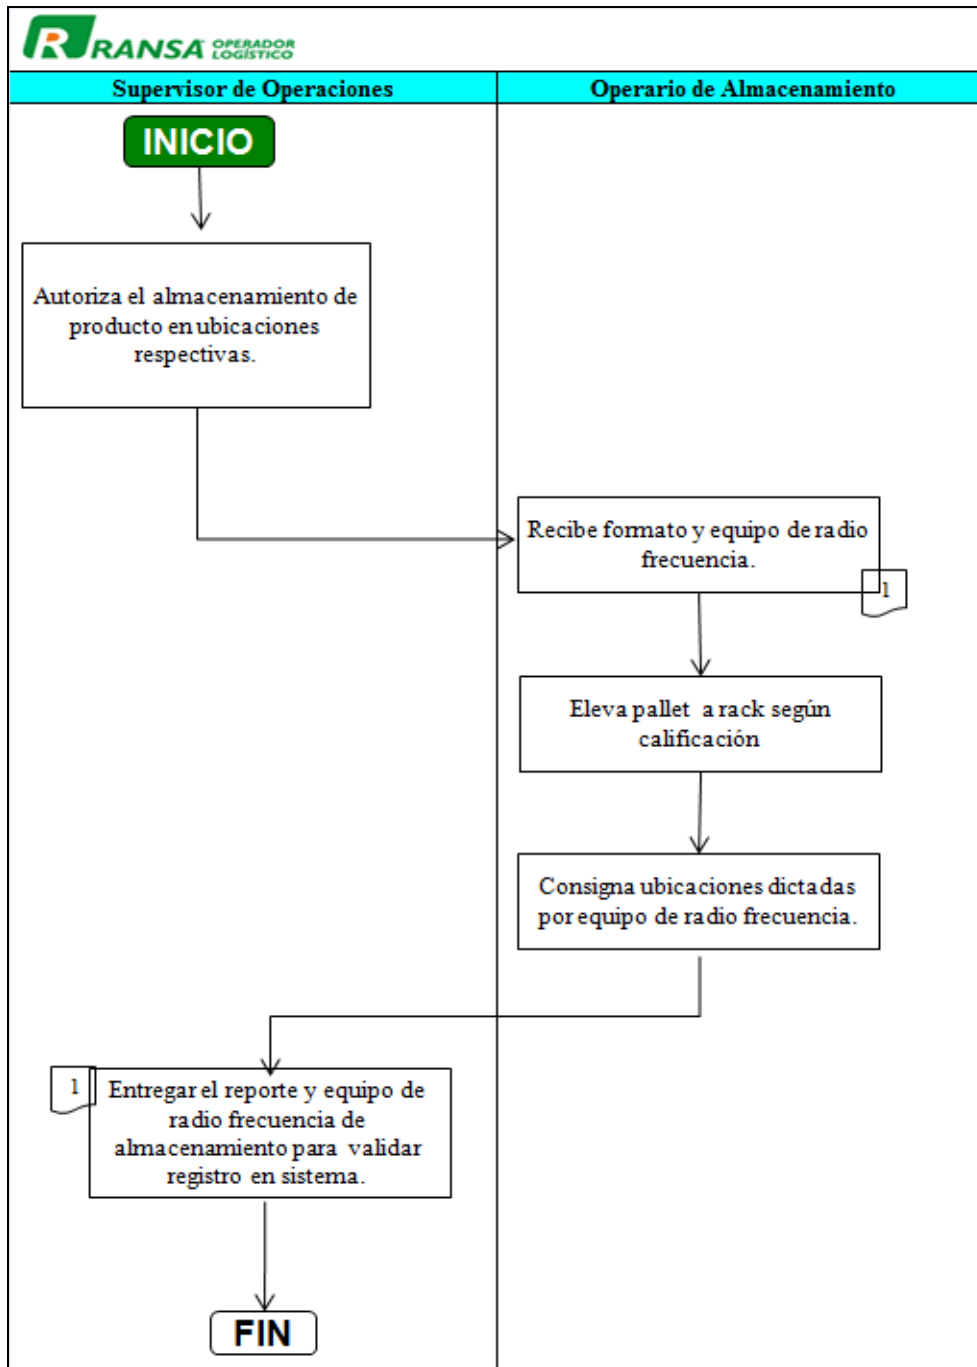 RANSA OPERADOR
LOGÍSTICO
Supervisor de Operaciones
Operario de Almacenamiento
INICIO
Autoriza el almacenamiento de
producto en ubicaciones
respectivas.
Recibe formato y equipo de radio
frecuencia.
1
Eleva pallet a rack según
calificación
Consigna ubicaciones dictadas
por equipo de radio frecuencia.
1
Entregar el reporte y equipo de
radio frecuencia de
almacenamiento para validar
registro en sistema.
FIN